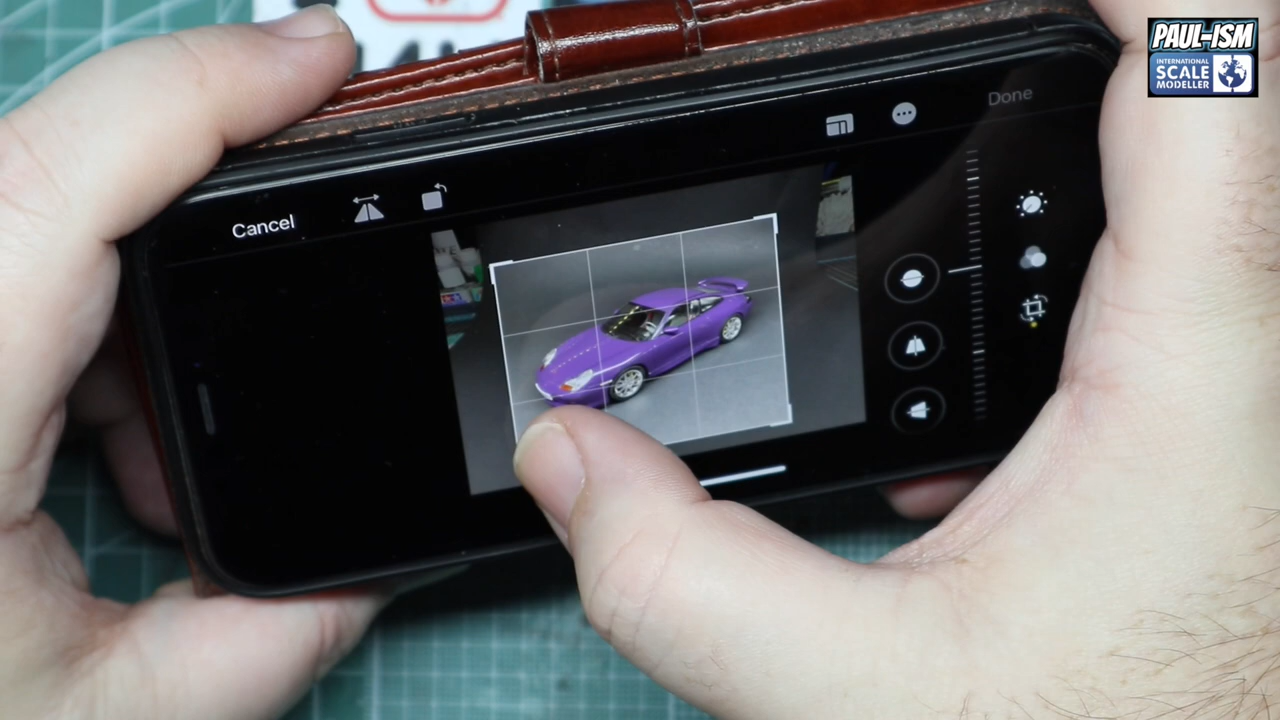 PAUL-ISM
INTERNATIONAL
SCALE
MODELLER
Done
Cancel